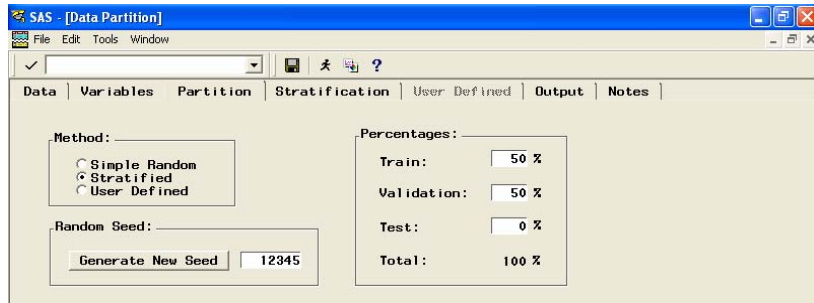 SAS - [Data Partition]
File Edit Tools Window
Data Variables Partition Stratification User Defined Output Notes
Method:
Simple Random
Stratified
User Defined
Random Seed:
Generate New Seed 12345
Percentages:
Train: 50 %
Validation: 50 %
Test: 0 %
Total: 100 %